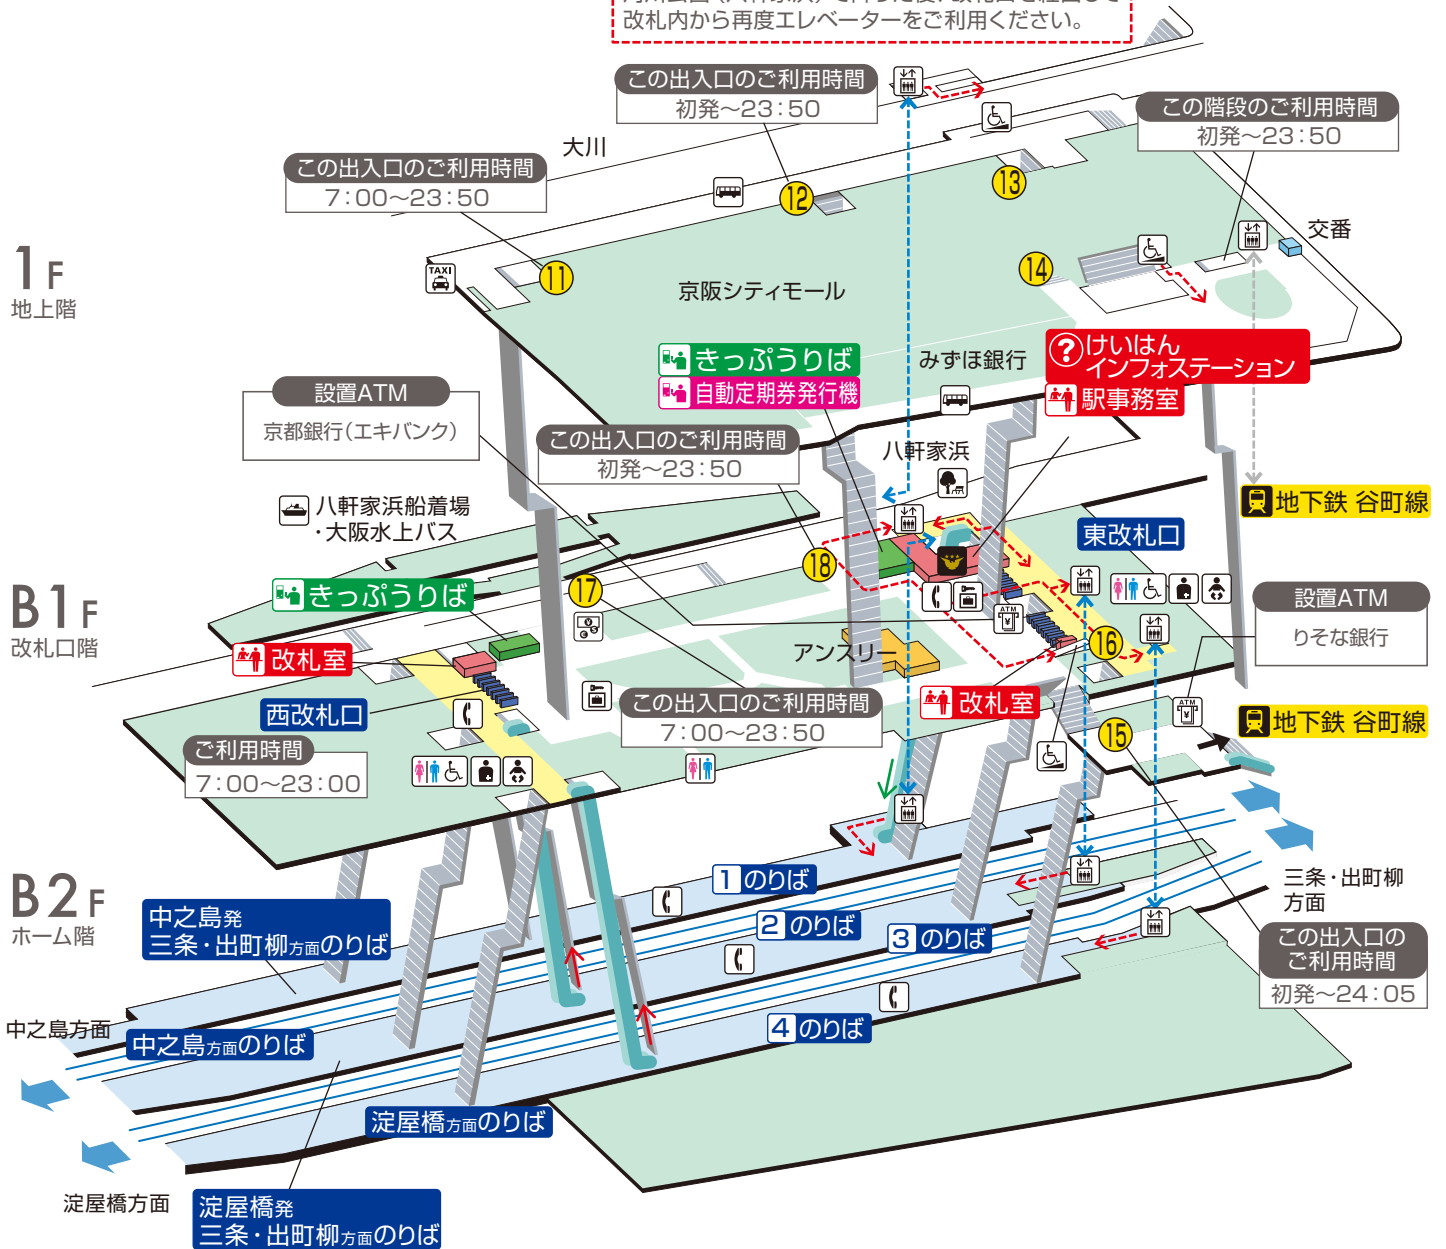 改札内から再度エレベーターをご利用ください。
この出入口のご利用時間
初発～23:50
この階段のご利用時間
初発～23:50
大川
この出入口のご利用時間
7:00～23:50
⑫
⑬
交番
1F
地上階
TAXI
⑪
⑭
京阪シティモール
きっぷうりば
自動定期券発行機
みずほ銀行
?けいはん
インフォステーション
駅事務室
設置ATM
京都銀行(エキバンク)
この出入口のご利用時間
初発～23:50
八軒家浜
八軒家浜船着場
・大阪水上バス
地下鉄 谷町線
東改札口
⑱
⑰
きっぷうりば
B1F
改札口階
ATM
設置ATM
りそな銀行
⑯
アンスリー
改札室
改札室
西改札口
この出入口のご利用時間
7:00～23:50
ATM
地下鉄 谷町線
⑮
ご利用時間
7:00～23:00
B2F
ホーム階
1のりば
2のりば
3のりば
4のりば
三条・出町柳
方面
中之島発
三条・出町柳方面のりば
この出入口の
ご利用時間
初発～24:05
中之島方面
中之島方面のりば
淀屋橋方面のりば
淀屋橋方面
淀屋橋発
三条・出町柳方面のりば